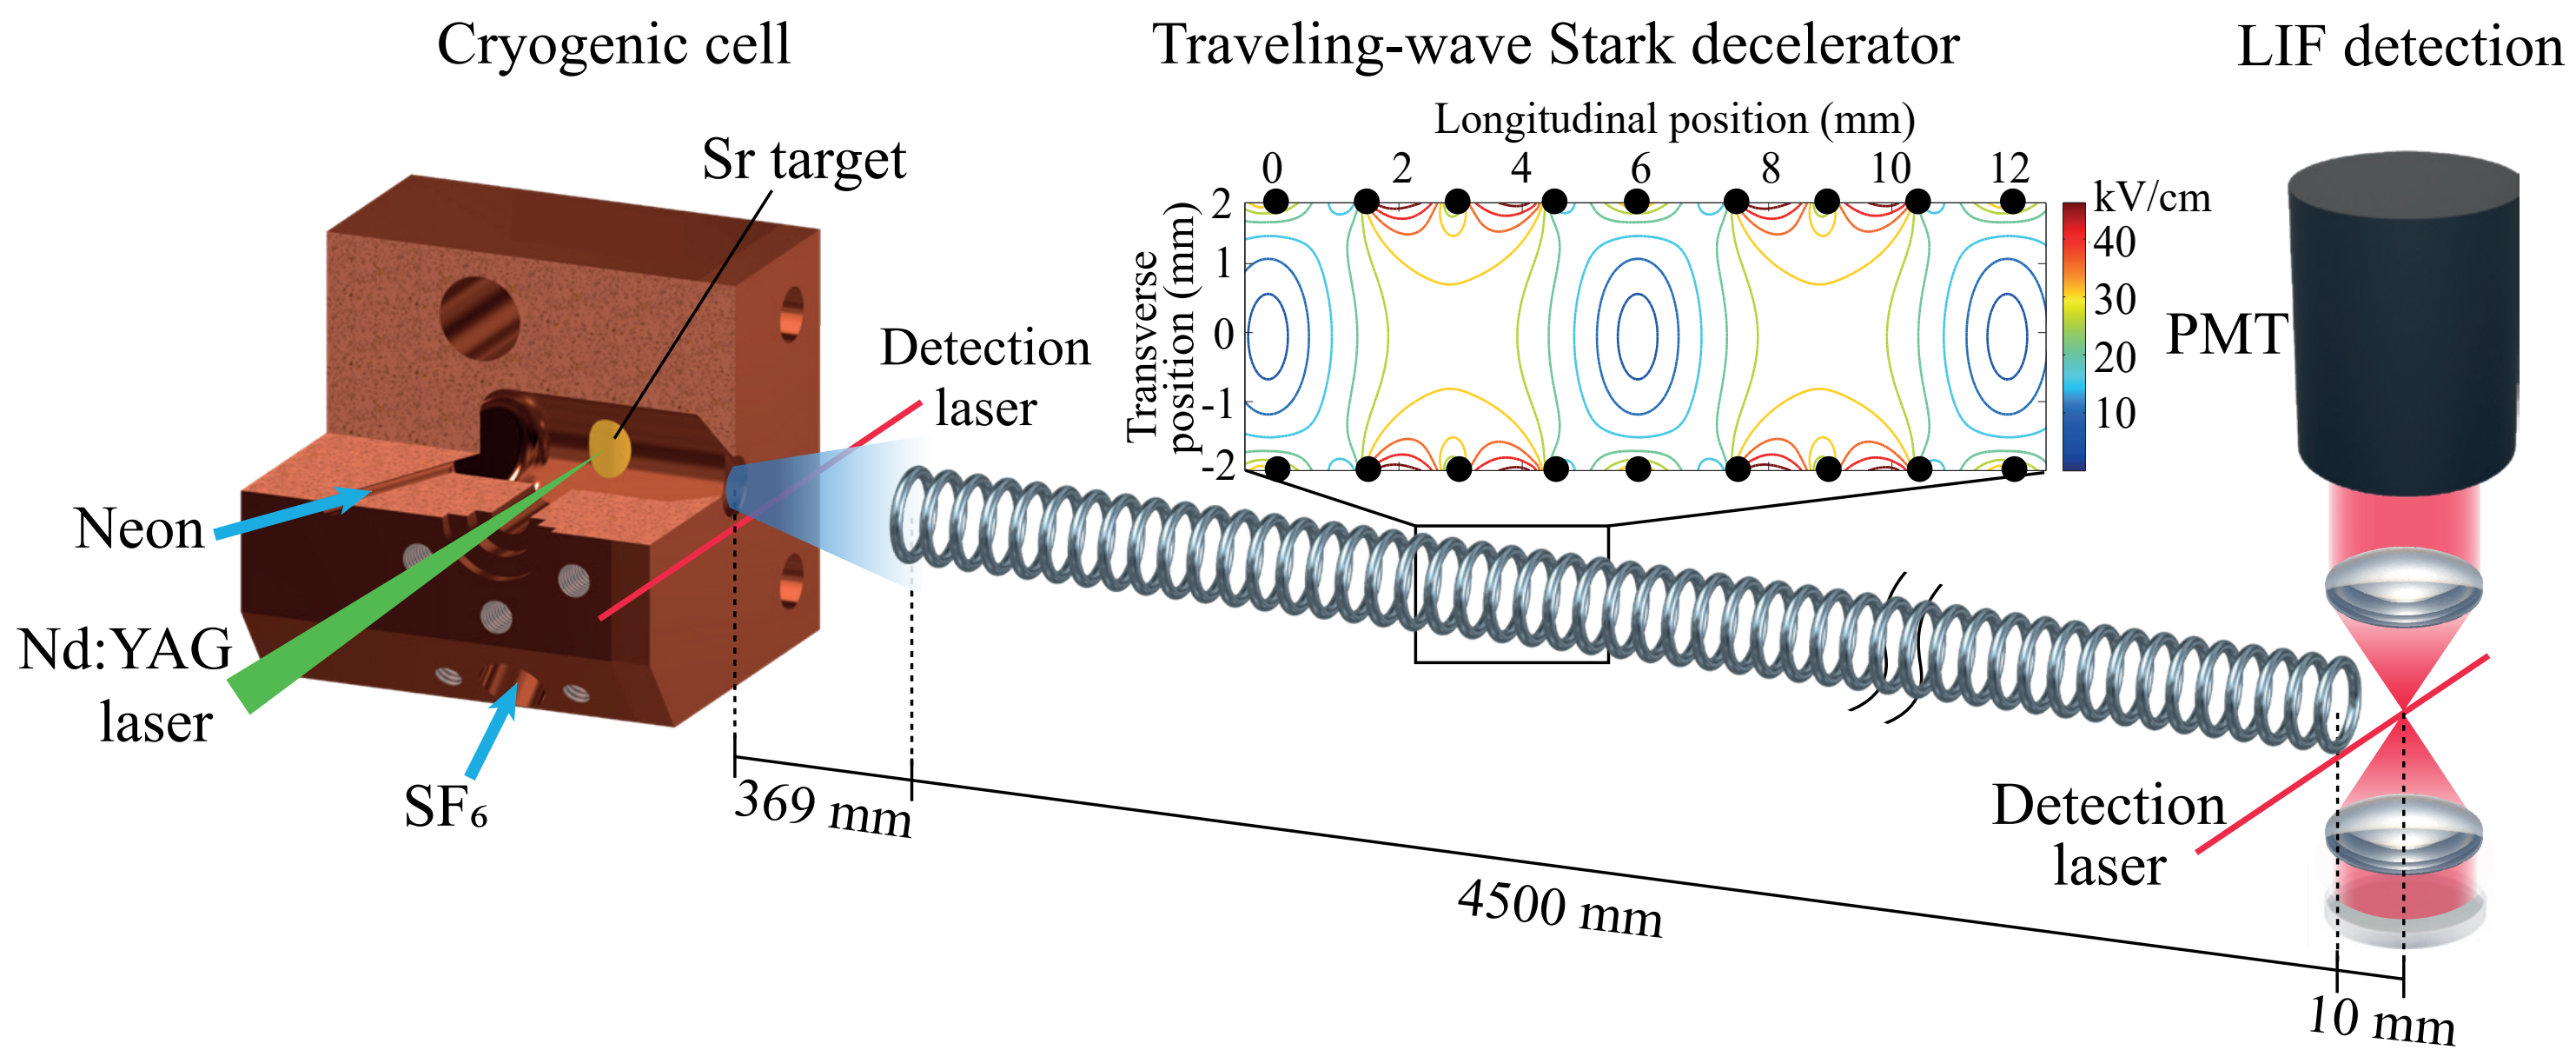 Cryogenic cell
Traveling-wave Stark decelerator
LIF detection
Sr target
Detection
laser
Neon
Nd:YAG
laser
SF₆
Longitudinal position (mm)
0 2 4 6 8 10 12
Transverse
position (mm)
2
1
0
-1
-2
kV/cm
40
30
20
10
PMT
Detection
laser
369 mm
4500 mm
10 mm